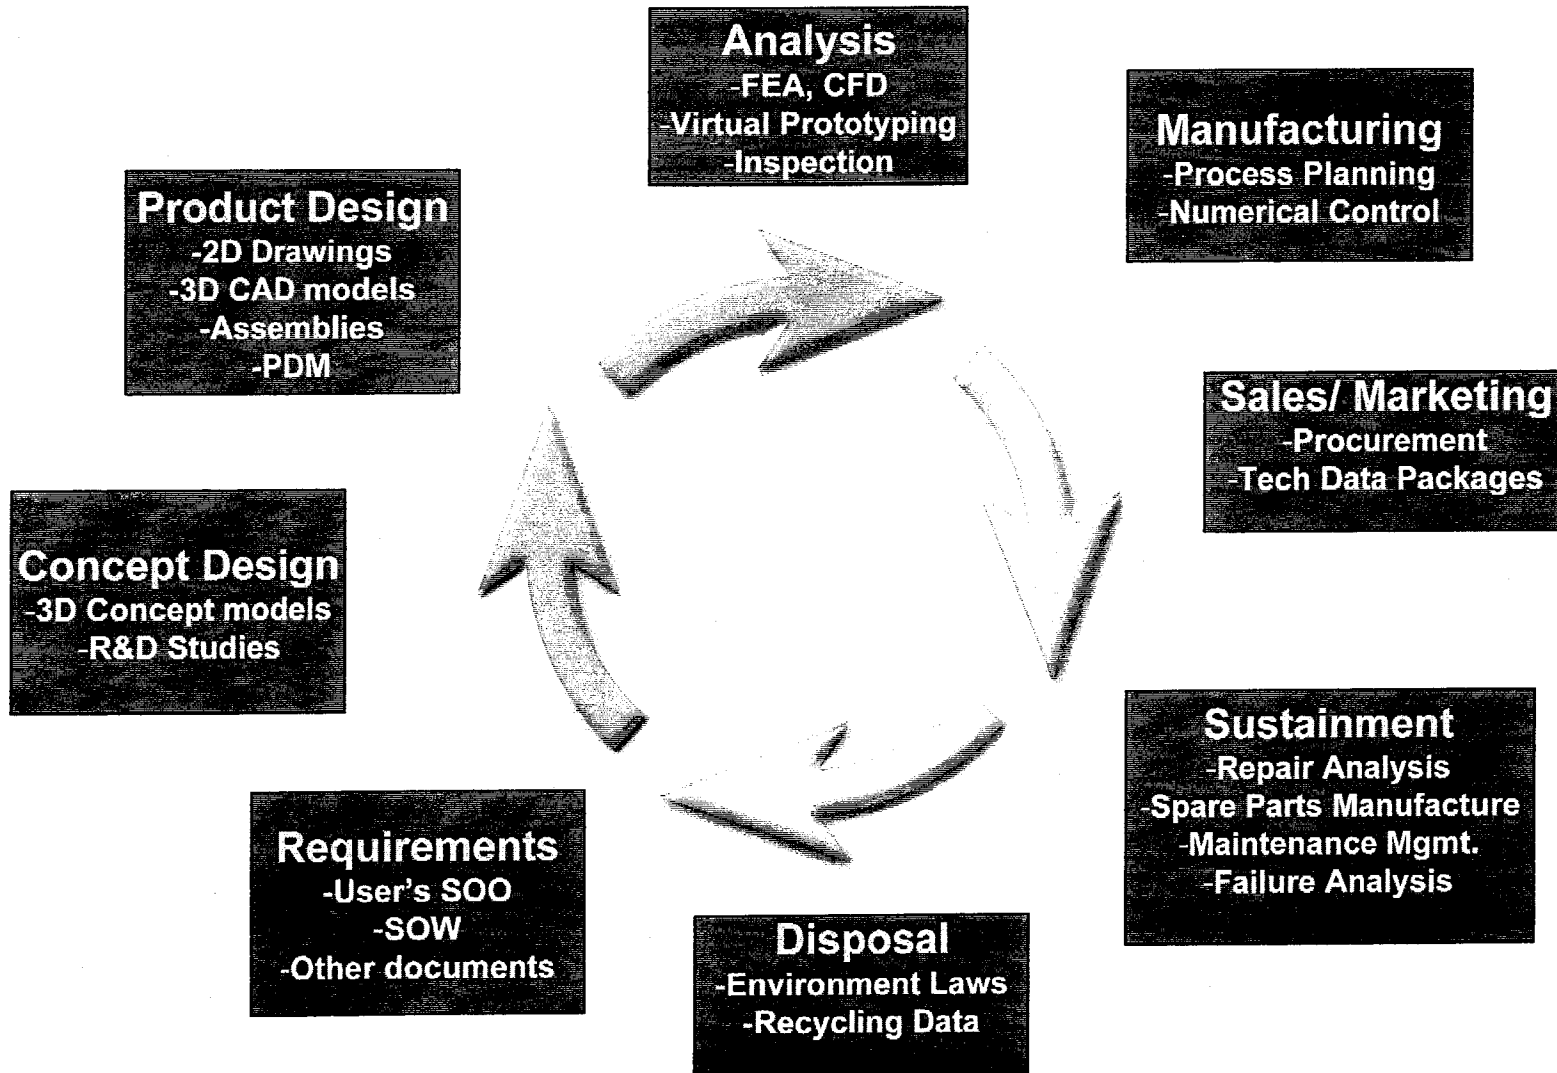 Analysis
-FEA, CFD
-Virtual Prototyping
-Inspection
Manufacturing
-Process Planning
-Numerical Control
Product Design
-2D Drawings
-3D CAD models
-Assemblies
-PDM
Sales/ Marketing
-Procurement
-Tech Data Packages
Concept Design
-3D Concept models
-R&D Studies
Sustainment
-Repair Analysis
-Spare Parts Manufacture
-Maintenance Mgmt.
-Failure Analysis
Requirements
-User’s SOO
-SOW
-Other documents
Disposal
-Environment Laws
-Recycling Data